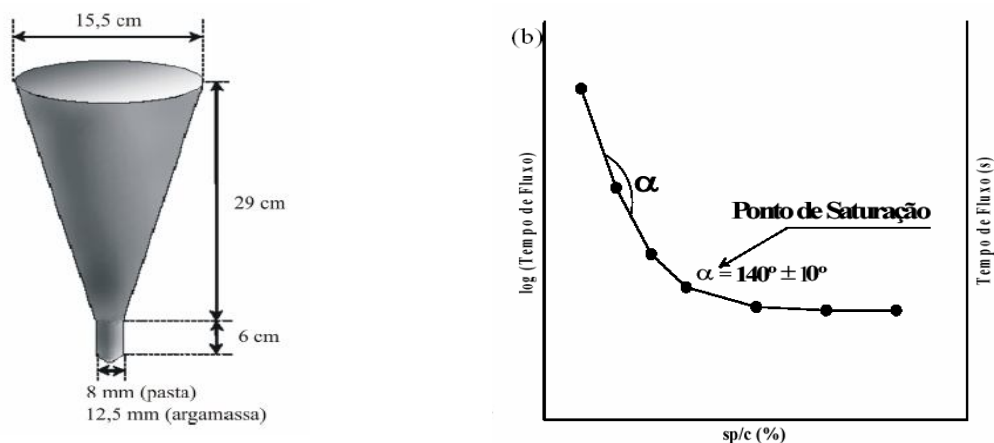 15,5 cm
29 cm
6 cm
8 mm (pasta)
12,5 mm (argamassa)
(b)
log (Tempo de Fluxo)
α
Ponto de Saturação
α = 140º ± 10º
Tempo de Fluxo (s)
sp/c (%)